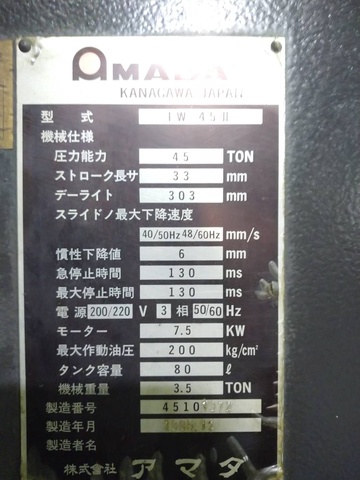 AMADA
KANAGAWA JAPAN
型式 IW 45Ⅱ
機械仕様
圧力能力 45 TON
ストローク長サ 33 mm
デーライト 303 mm
スライドノ最大下降速度
40/50Hz 48/60Hz mm/s
慣性下降値 6 mm
急停止時間 130 ms
最大停止時間 130 ms
電源 200/220 V 3 相 50/60 Hz
モーター 7.5 KW
最大作動油圧 200 kg/cm²
タンク容量 80 ℓ
機械重量 3.5 TON
製造番号
製造年月
製造者名
株式会社 アマダ